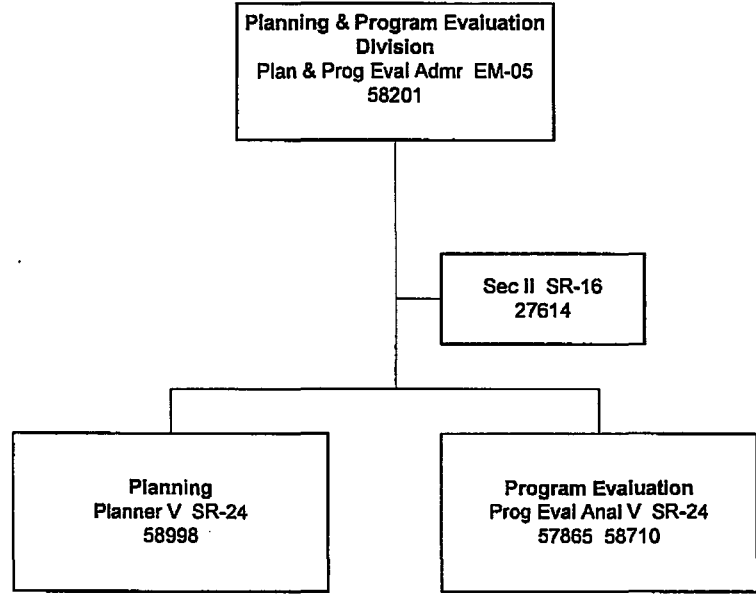 Planning & Program Evaluation
Division
Plan & Prog Eval Admr EM-05
58201
Sec II SR-16
27614
Planning
Planner V SR-24
58998
Program Evaluation
Prog Eval Anal V SR-24
57865 58710